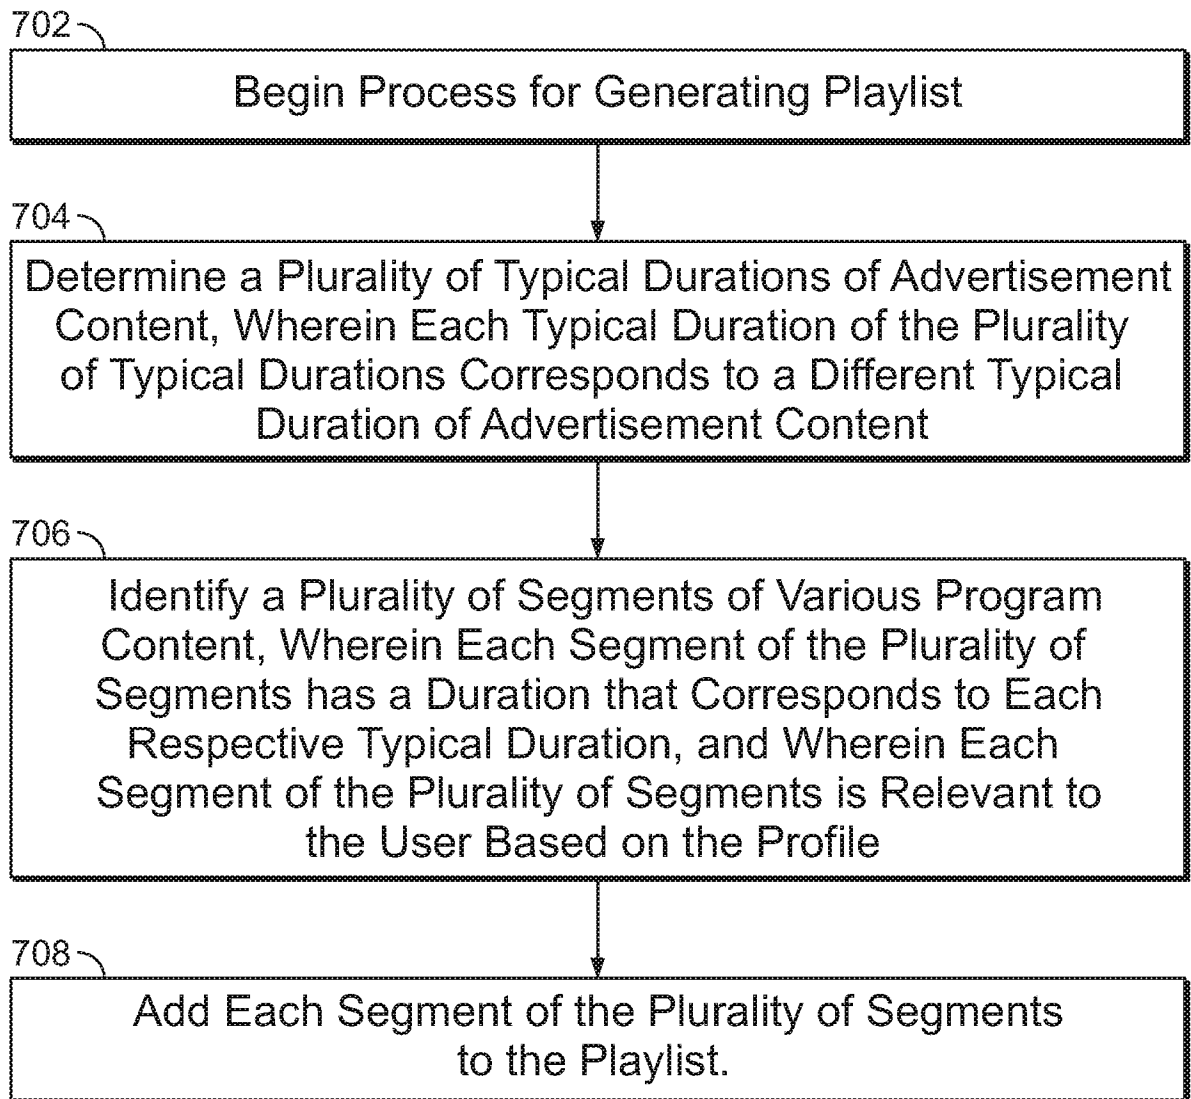 702
Begin Process for Generating Playlist
704
Determine a Plurality of Typical Durations of Advertisement
Content, Wherein Each Typical Duration of the Plurality
of Typical Durations Corresponds to a Different Typical
Duration of Advertisement Content
706
Identify a Plurality of Segments of Various Program
Content, Wherein Each Segment of the Plurality of
Segments has a Duration that Corresponds to Each
Respective Typical Duration, and Wherein Each
Segment of the Plurality of Segments is Relevant to
the User Based on the Profile
708
Add Each Segment of the Plurality of Segments
to the Playlist.